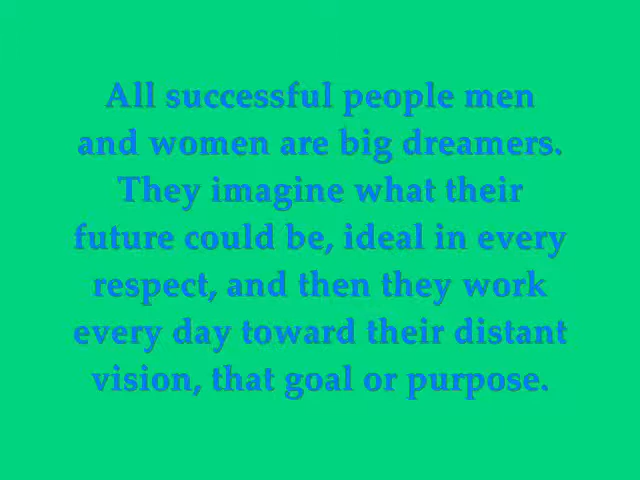 All successful people men
and women are big dreamers.
They imagine what their
future could be, ideal in every
respect, and then they work
every day toward their distant
vision, that goal or purpose.